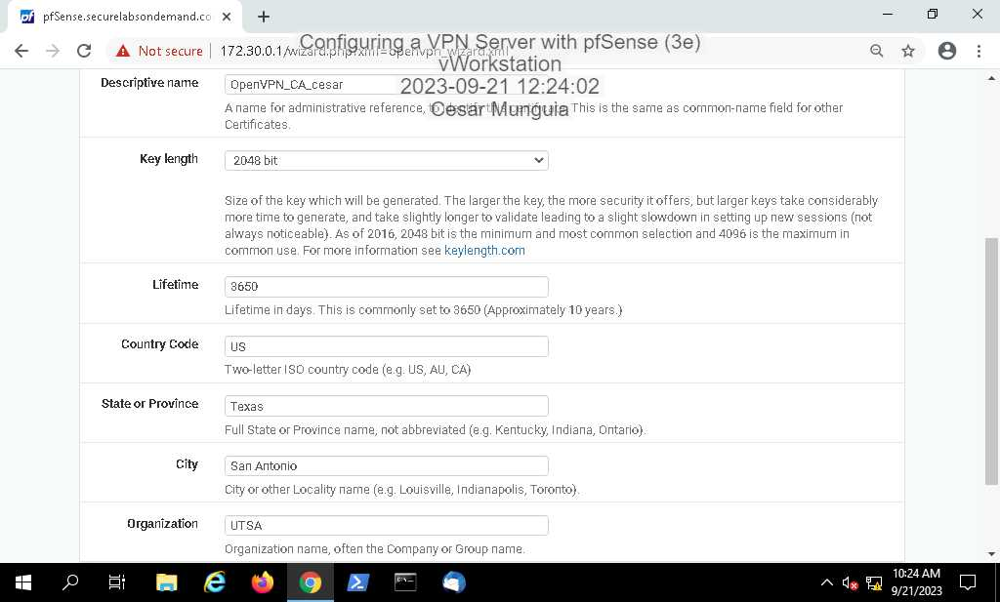 pfSense.securelabsondemand.co
Not secure
172.30.0.1/wizard.php?xml=openvpn_wizard.xml
Configuring a VPN Server with pfSense (3e)
vWorkstation
2023-09-21 12:24:02
Cesar Munguia
Descriptive name
OpenVPN_CA_cesar
A name for administrative reference, to identify this certificate. This is the same as common-name field for other
Certificates.
Key length
2048 bit
Size of the key which will be generated. The larger the key, the more security it offers, but larger keys take considerably
more time to generate, and take slightly longer to validate leading to a slight slowdown in setting up new sessions (not
always noticeable). As of 2016, 2048 bit is the minimum and most common selection and 4096 is the maximum in
common use. For more information see keylength.com
Lifetime
3650
Lifetime in days. This is commonly set to 3650 (Approximately 10 years.)
Country Code
US
Two-letter ISO country code (e.g. US, AU, CA)
State or Province
Texas
Full State or Province name, not abbreviated (e.g. Kentucky, Indiana, Ontario).
City
San Antonio
City or other Locality name (e.g. Louisville, Indianapolis, Toronto).
Organization
UTSA
Organization name, often the Company or Group name.
10:24 AM
9/21/2023